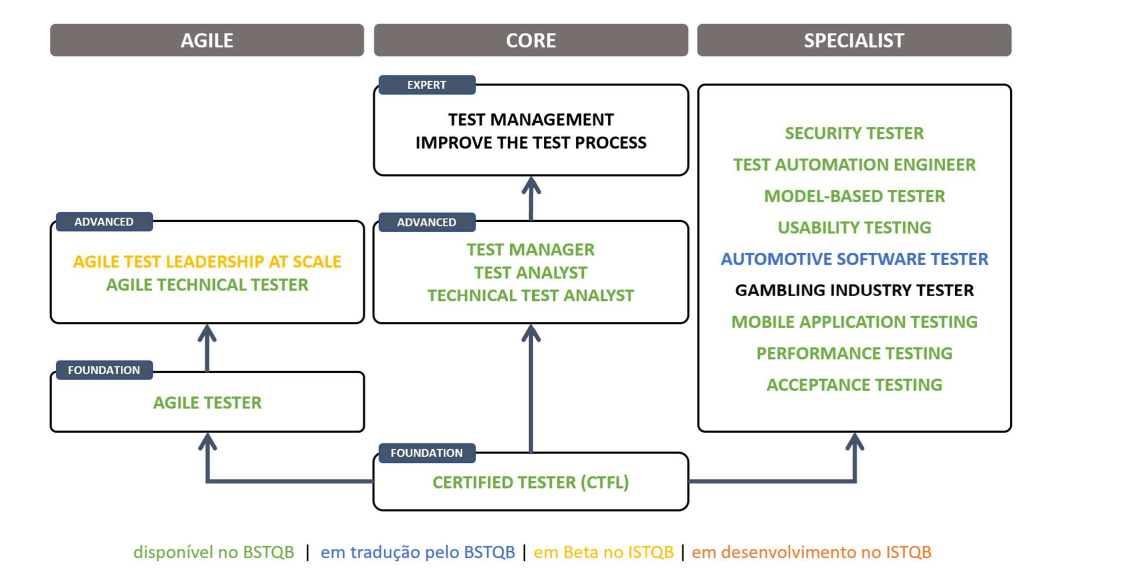 AGILE
CORE
SPECIALIST
EXPERT
TEST MANAGEMENT
IMPROVE THE TEST PROCESS
ADVANCED
AGILE TEST LEADERSHIP AT SCALE
AGILE TECHNICAL TESTER
ADVANCED
TEST MANAGER
TEST ANALYST
TECHNICAL TEST ANALYST
SECURITY TESTER
TEST AUTOMATION ENGINEER
MODEL-BASED TESTER
USABILITY TESTING
AUTOMOTIVE SOFTWARE TESTER
GAMBLING INDUSTRY TESTER
MOBILE APPLICATION TESTING
PERFORMANCE TESTING
ACCEPTANCE TESTING
FOUNDATION
AGILE TESTER
FOUNDATION
CERTIFIED TESTER (CTFL)
disponível no BSTQB | em tradução pelo BSTQB | em Beta no ISTQB | em desenvolvimento no ISTQB